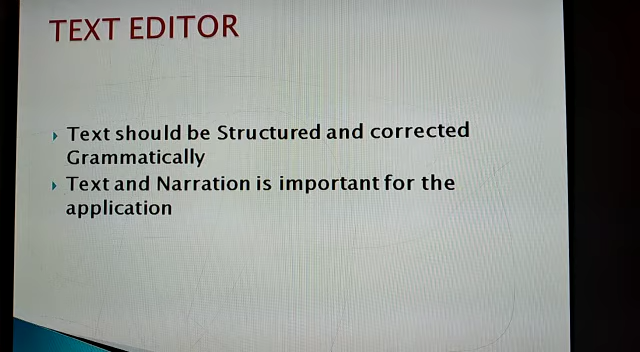 TEXT EDITOR
Text should be Structured and corrected
Grammatically
Text and Narration is important for the
application